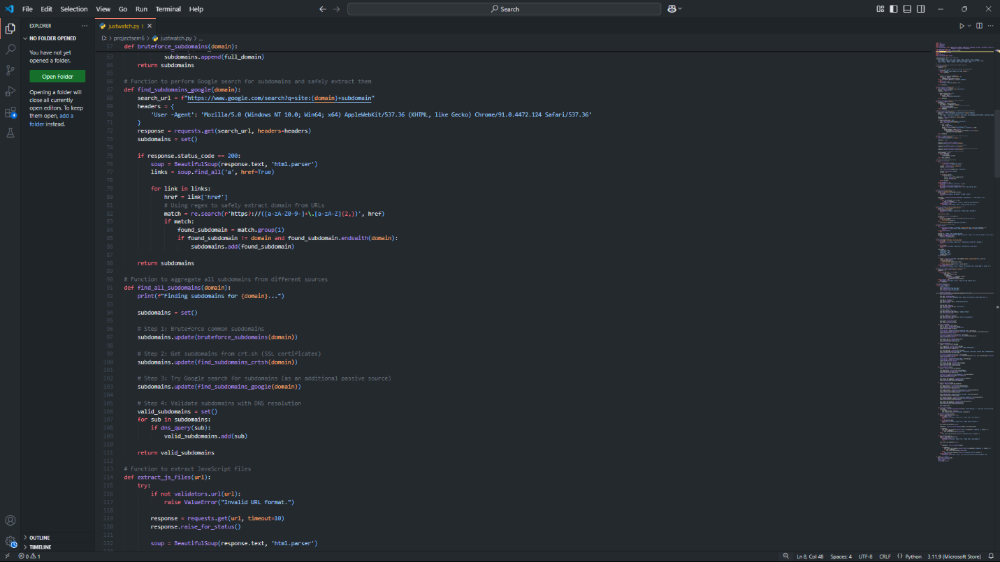 File Edit Selection View Go Run Terminal Help
Search
EXPLORER
NO FOLDER OPENED
You have not yet
opened a folder.
Open Folder
Opening a folder will
close all currently
open editors. To keep
them open, add a
folder instead.
4
OUTLINE
TIMELINE
justwatch.py 1
D: > projectsem6 > justwatch.py > ...
57 def bruteforce_subdomains(domain):
63 subdomains.append(full_domain)
64 return subdomains
65
66 # Function to perform Google search for subdomains and safely extract them
67 def find_subdomains_google(domain):
68 search_url = f"https://www.google.com/search?q=site:{domain}+subdomain"
69 headers = {
70 'User -Agent': 'Mozilla/5.0 (Windows NT 10.0; Win64; x64) AppleWebKit/537.36 (KHTML, like Gecko) Chrome/91.0.4472.124 Safari/537.36'
71 }
72 response = requests.get(search_url, headers=headers)
73 subdomains = set()
74
75 if response.status_code == 200:
76 soup = BeautifulSoup(response.text, 'html.parser')
77 links = soup.find_all('a', href=True)
78
79 for link in links:
80 href = link['href']
81 # Using regex to safely extract domain from URLs
82 match = re.search(r'https?://([a-zA-Z0-9-]+\.[a-zA-Z]{2,})', href)
83 if match:
84 found_subdomain = match.group(1)
85 if found_subdomain != domain and found_subdomain.endswith(domain):
86 subdomains.add(found_subdomain)
87
88 return subdomains
89
90 # Function to aggregate all subdomains from different sources
91 def find_all_subdomains(domain):
92 print(f"Finding subdomains for {domain}...")
93
94 subdomains = set()
95
96 # Step 1: Bruteforce common subdomains
97 subdomains.update(bruteforce_subdomains(domain))
98
99 # Step 2: Get subdomains from crt.sh (SSL certificates)
100 subdomains.update(find_subdomains_crtsh(domain))
101
102 # Step 3: Try Google search for subdomains (as an additional passive source)
103 subdomains.update(find_subdomains_google(domain))
104
105 # Step 4: Validate subdomains with DNS resolution
106 valid_subdomains = set()
107 for sub in subdomains:
108 if dns_query(sub):
109 valid_subdomains.add(sub)
110
111 return valid_subdomains
112
113 # Function to extract JavaScript files
114 def extract_js_files(url):
115 try:
116 if not validators.url(url):
117 raise ValueError("Invalid URL format.")
118
119 response = requests.get(url, timeout=10)
120 response.raise_for_status()
121
122 soup = BeautifulSoup(response.text, 'html.parser')
0 1
Ln 8, Col 48 Spaces: 4 UTF-8 CRLF Python 3.11.9 (Microsoft Store)